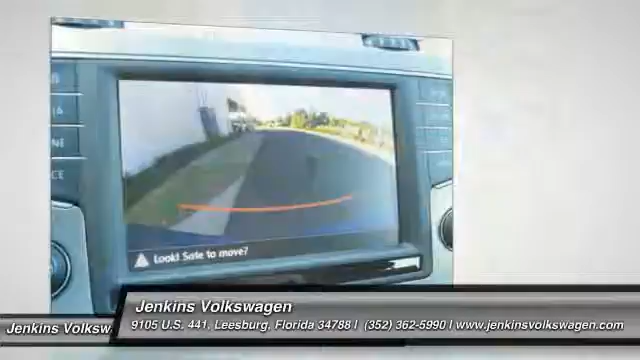 Look! Safe to move?
Jenkins Volkswagen
9105 U.S. 441, Leesburg, Florida 34788 | (352) 362-5990 | www.jenkinsvolkswagen.com
Jenkins Volksw